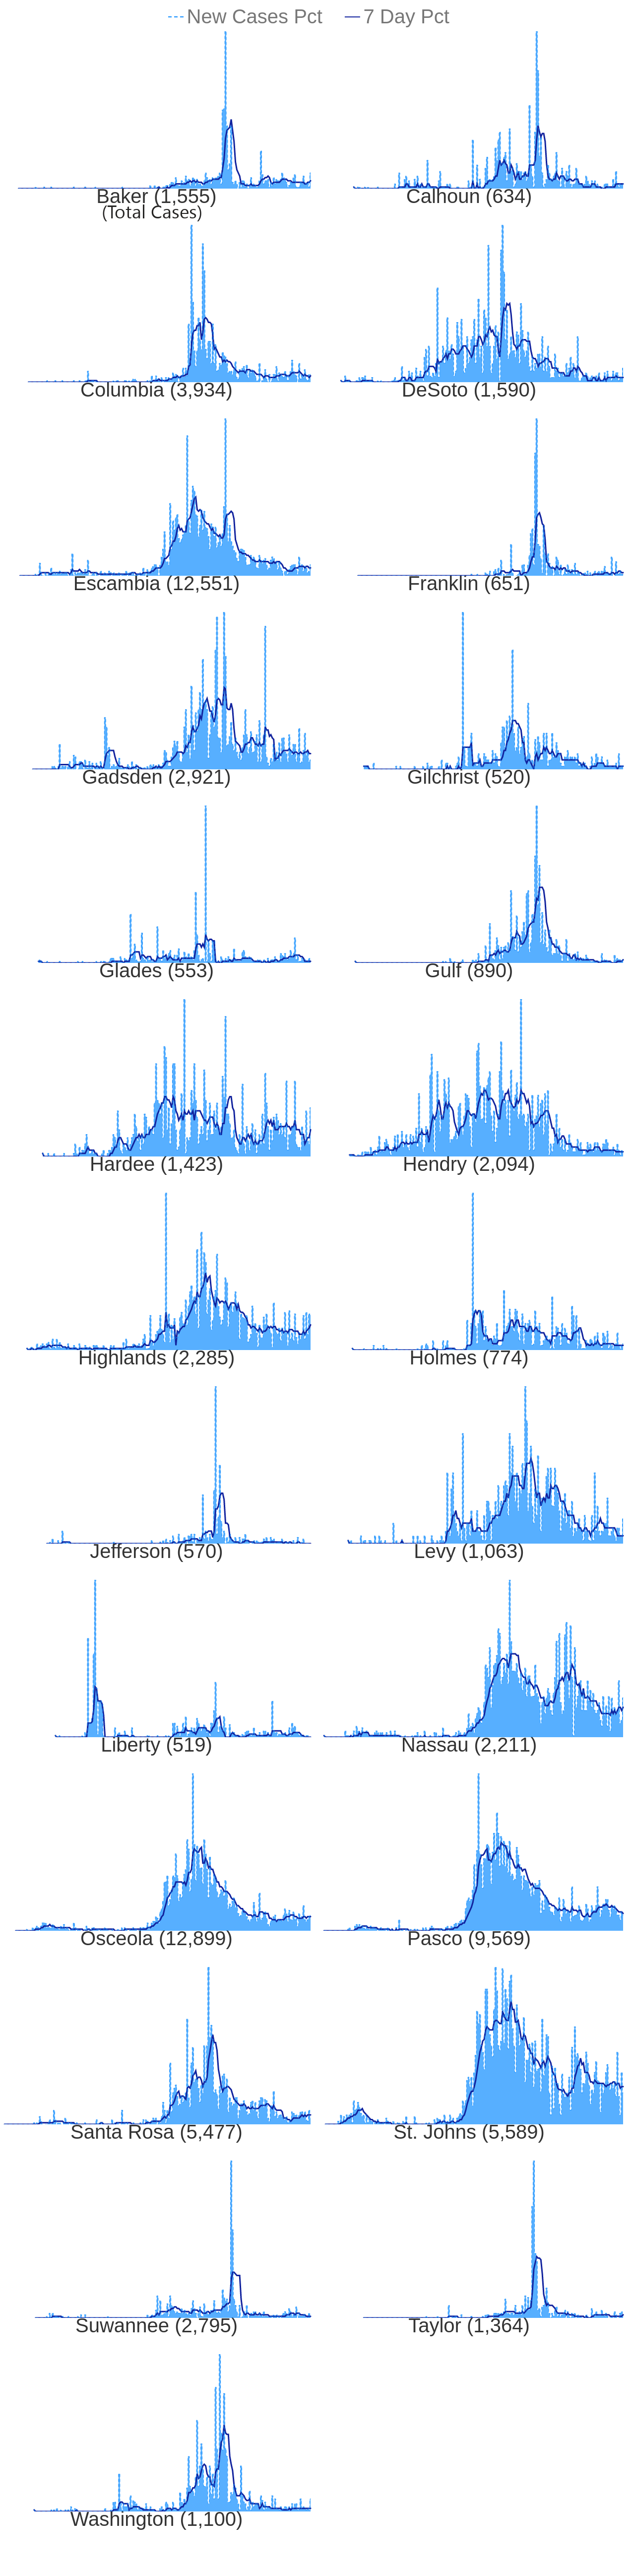 New Cases Pct 7 Day Pct
Baker (1,555) Calhoun (634)
(Total Cases)
Columbia (3,934) DeSoto (1,590)
Escambia (12,551) Franklin (651)
Gadsden (2,921) Gilchrist (520)
Glades (553) Gulf (890)
Hardee (1,423) Hendry (2,094)
Highlands (2,285) Holmes (774)
Jefferson (570) Levy (1,063)
Liberty (519) Nassau (2,211)
Osceola (12,899) Pasco (9,569)
Santa Rosa (5,477) St. Johns (5,589)
Suwannee (2,795) Taylor (1,364)
Washington (1,100)